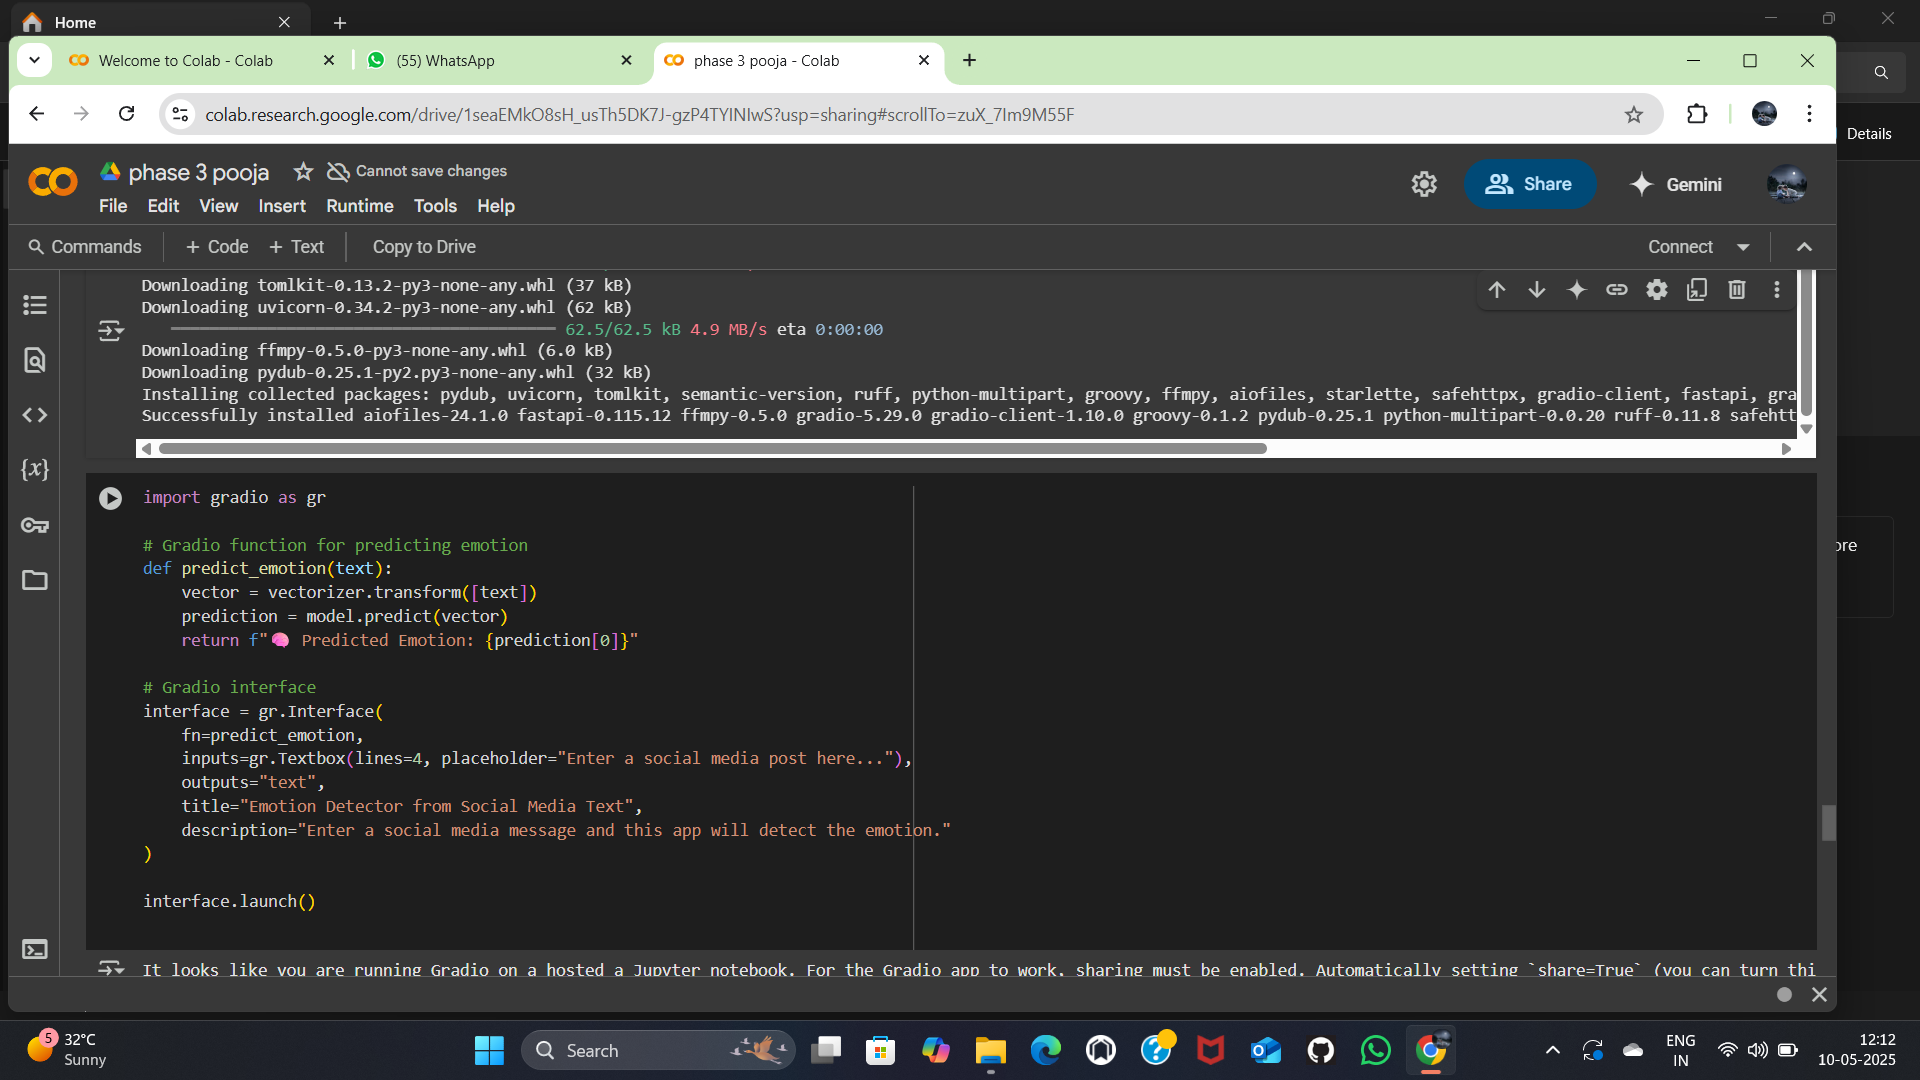 Home
Welcome to Colab - Colab
(55) WhatsApp
phase 3 pooja - Colab
colab.research.google.com/drive/1seaEMkO8sH_usTh5DK7J-gzP4TYINIwS?usp=sharing#scrollTo=zuX_7Im9M55F
Details
phase 3 pooja
Cannot save changes
Share
Gemini
File Edit View Insert Runtime Tools Help
Commands + Code + Text Copy to Drive
Connect
Downloading tomlkit-0.13.2-py3-none-any.whl (37 kB)
Downloading uvicorn-0.34.2-py3-none-any.whl (62 kB)
62.5/62.5 kB 4.9 MB/s eta 0:00:00
Downloading ffmpy-0.5.0-py3-none-any.whl (6.0 kB)
Downloading pydub-0.25.1-py2.py3-none-any.whl (32 kB)
Installing collected packages: pydub, uvicorn, tomlkit, semantic-version, ruff, python-multipart, groovy, ffmpy, aiofiles, starlette, safehttpx, gradio-client, fastapi, gra
Successfully installed aiofiles-24.1.0 fastapi-0.115.12 ffmpy-0.5.0 gradio-5.29.0 gradio-client-1.10.0 groovy-0.1.2 pydub-0.25.1 python-multipart-0.0.20 ruff-0.11.8 safehtt
import gradio as gr
# Gradio function for predicting emotion
def predict_emotion(text):
    vector = vectorizer.transform([text])
    prediction = model.predict(vector)
    return f"🧠 Predicted Emotion: {prediction[0]}"
# Gradio interface
interface = gr.Interface(
    fn=predict_emotion,
    inputs=gr.Textbox(lines=4, placeholder="Enter a social media post here..."),
    outputs="text",
    title="Emotion Detector from Social Media Text",
    description="Enter a social media message and this app will detect the emotion."
)
interface.launch()
ore
It looks like you are running Gradio on a hosted a Jupyter notebook. For the Gradio app to work, sharing must be enabled. Automatically setting `share=True` (you can turn thi
5
32°C
Sunny
Search
ENG
IN
12:12
10-05-2025